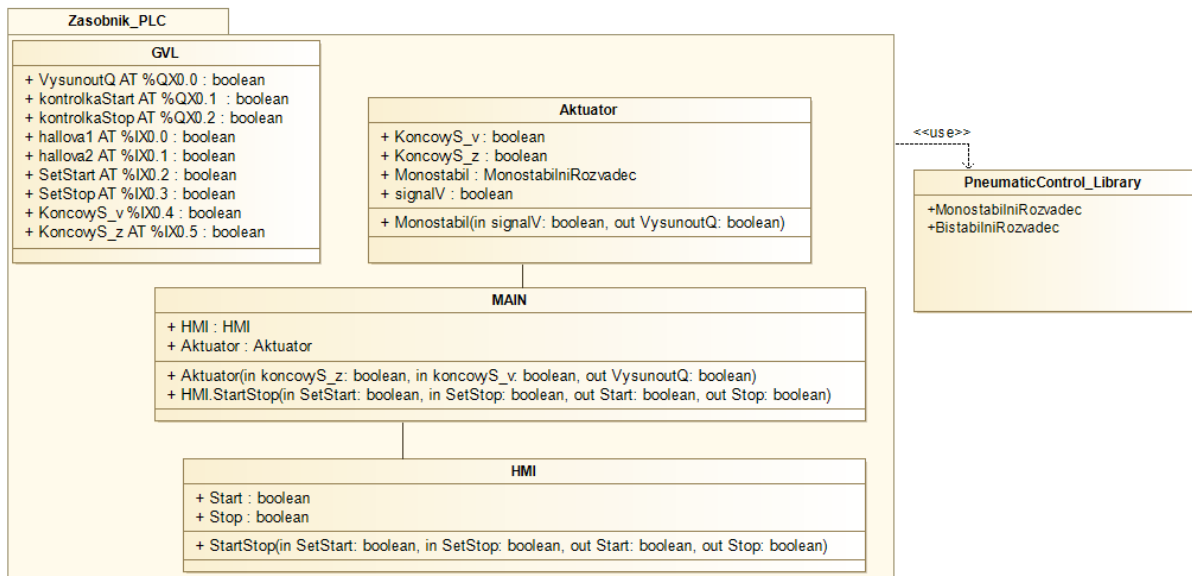 Zasobnik_PLC
GVL
+ VysunoutQ AT %QX0.0 : boolean
+ kontrolkaStart AT %QX0.1 : boolean
+ kontrolkaStop AT %QX0.2 : boolean
+ hallova1 AT %IX0.0 : boolean
+ hallova2 AT %IX0.1 : boolean
+ SetStart AT %IX0.2 : boolean
+ SetStop AT %IX0.3 : boolean
+ KoncovyS_v %IX0.4 : boolean
+ KoncovyS_z AT %IX0.5 : boolean
Aktuator
+ KoncovyS_v : boolean
+ KoncovyS_z : boolean
+ Monostabil : MonostabilniRozvadec
+ signalV : boolean
+ Monostabil(in signalV: boolean, out VysunoutQ: boolean)
<<use>>
PneumaticControl_Library
+MonostabilniRozvadec
+BistabilniRozvadec
MAIN
+ HMI : HMI
+ Aktuator : Aktuator
+ Aktuator(in koncovyS_z: boolean, in koncovyS_v: boolean, out VysunoutQ: boolean)
+ HMI.StartStop(in SetStart: boolean, in SetStop: boolean, out Start: boolean, out Stop: boolean)
HMI
+ Start : boolean
+ Stop : boolean
+ StartStop(in SetStart: boolean, in SetStop: boolean, out Start: boolean, out Stop: boolean)